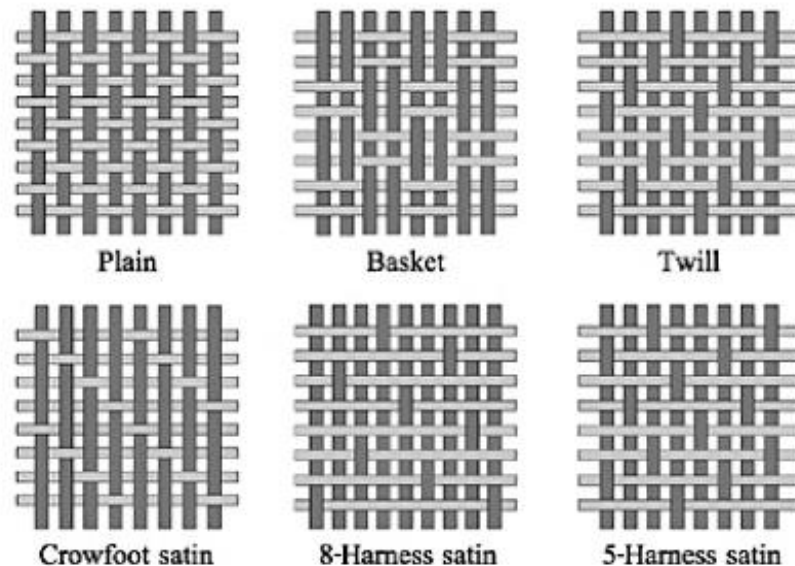 Plain
Basket
Twill
Crowfoot satin
8-Harness satin
5-Harness satin